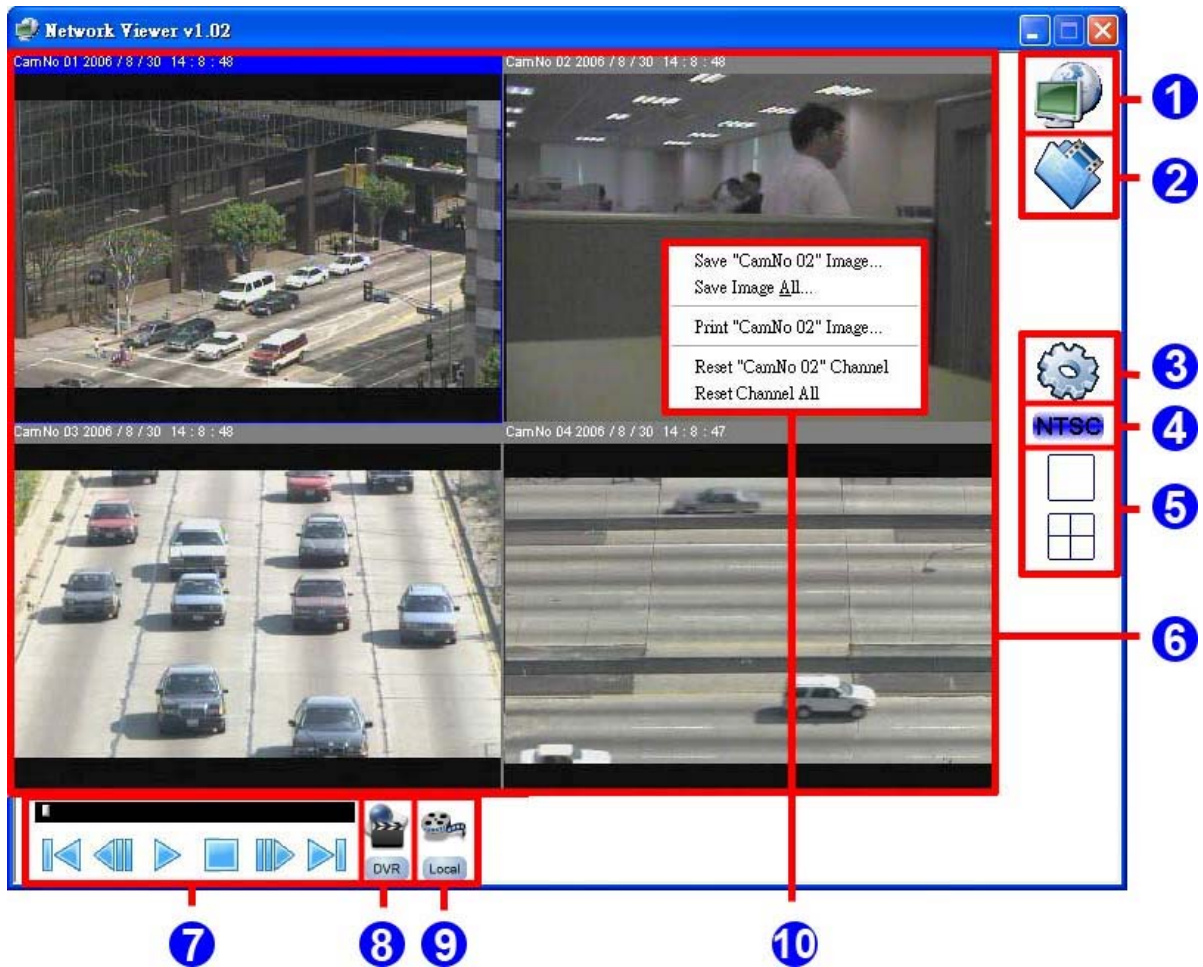 Network Viewer v1.02
CamNo 01 2006 / 8 / 30 14 : 8 : 48
CamNo 02 2006 / 8 / 30 14 : 8 : 48
1
2
Save "CamNo 02" Image...
Save Image All...
Print "CamNo 02" Image...
Reset "CamNo 02" Channel
Reset Channel All
3
NTSC
4
CamNo 03 2006 / 8 / 30 14 : 8 : 48
CamNo 04 2006 / 8 / 30 14 : 8 : 47
5
6
DVR
Local
7
8
9
10